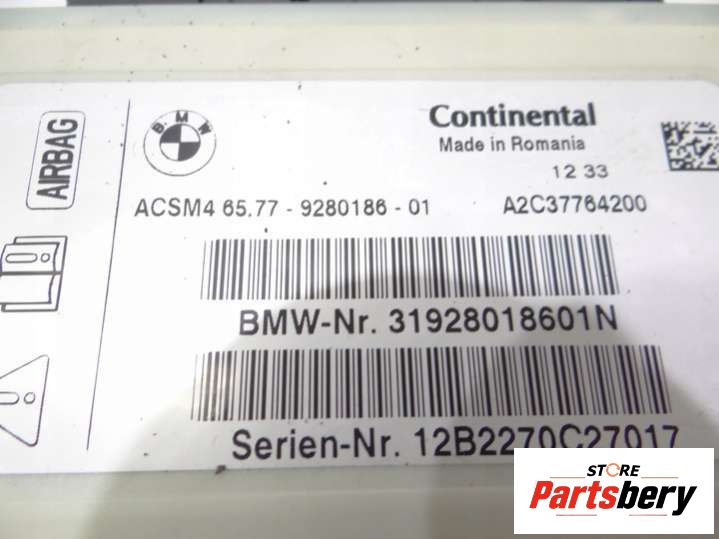 AIRBAG
BMW
Continental
Made in Romania
12 33
ACSM4 65.77 - 9280186 - 01 A2C37764200
BMW-Nr. 31928018601N
Serien-Nr. 12B2270C27017
STORE
Partsbery